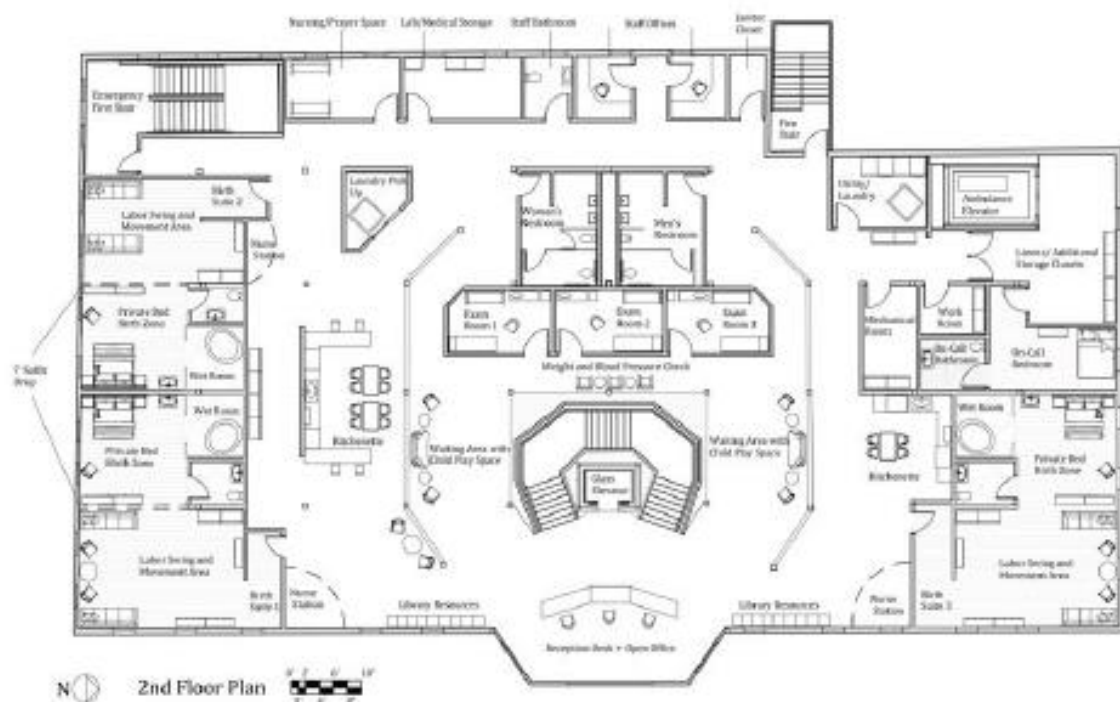 Nursing/Prayer Space
Lab/Medical Storage
Staff Bathroom
Staff Offices
Janitor
Closet
Emergency
First Stair
Fire
Stair
Birth
Suite 2
Labor Swing and
Movement Area
Nurse
Station
Laundry Pick
Up
Women's
Restroom
Men's
Restroom
Utility/
Laundry
Ambulance
Elevator
Linens/ Additional
Storage Closets
Private Bed
Birth Zone
Wet Room
Exam
Room 1
Exam
Room 2
Exam
Room 3
Mechanical
Room
Work
Room
On-Call
Bathroom
On-Call
Bedroom
Weight and Blood Pressure Check
Drop
Wet Room
Private Bed
Birth Zone
Kitchenette
Waiting Area with
Child Play Space
Glass
Elevator
Waiting Area with
Child Play Space
Kitchenette
Wet Room
Private Bed
Birth Zone
Labor Swing and
Movement Area
Birth
Suite 1
Nurse
Station
Library Resources
Reception Desk + Open Office
Library Resources
Nurse
Station
Birth
Suite 3
Labor Swing and
Movement Area
N
2nd Floor Plan